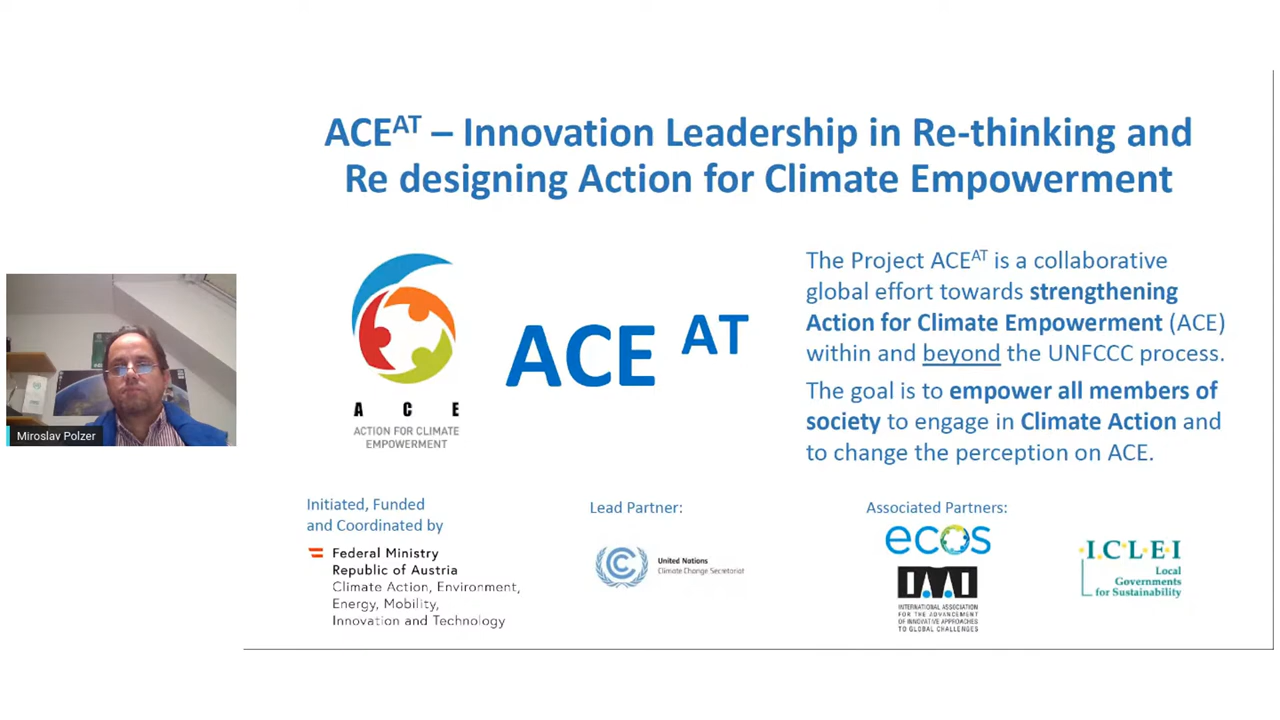 ACEAT – Innovation Leadership in Re-thinking and
Re designing Action for Climate Empowerment
Miroslav Polzer
A C E
ACTION FOR CLIMATE
EMPOWERMENT
ACE AT
The Project ACEAT is a collaborative
global effort towards strengthening
Action for Climate Empowerment (ACE)
within and beyond the UNFCCC process.
The goal is to empower all members of
society to engage in Climate Action and
to change the perception on ACE.
Initiated, Funded
and Coordinated by
Federal Ministry
Republic of Austria
Climate Action, Environment,
Energy, Mobility,
Innovation and Technology
Lead Partner:
United Nations
Climate Change Secretariat
Associated Partners:
ecos
IAAI
INTERNATIONAL ASSOCIATION
FOR THE ADVANCEMENT
OF INNOVATIVE APPROACHES
TO GLOBAL CHALLENGES
I.C.L.E.I
Local
Governments
for Sustainability